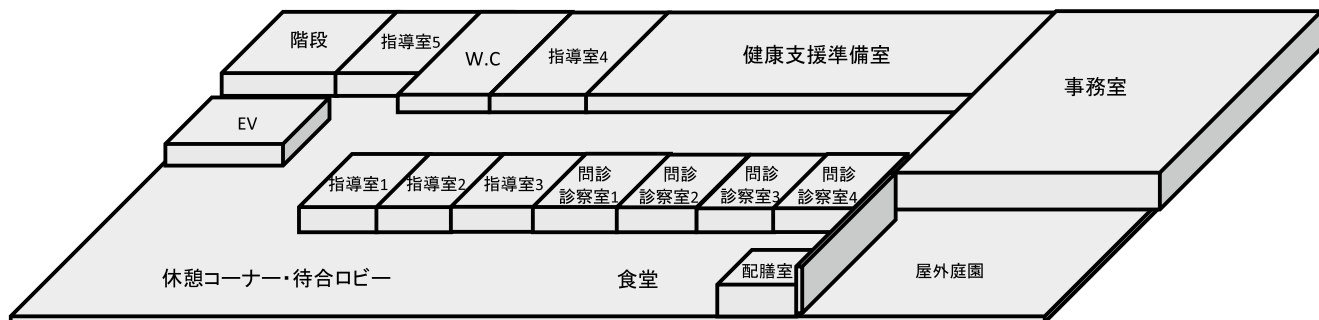 階段
指導室5
W.C
指導室4
健康支援準備室
事務室
EV
指導室1
指導室2
指導室3
問診
診察室1
問診
診察室2
問診
診察室3
問診
診察室4
休憩コーナー・待合ロビー
食堂
配膳室
屋外庭園